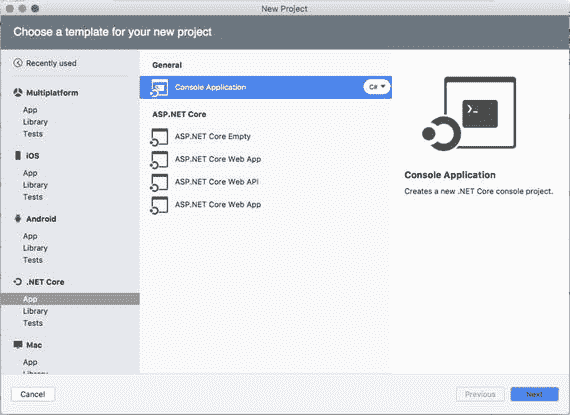 New Project
Choose a template for your new project
Recently used
Multiplatform
App
Library
Tests
iOS
App
Library
Tests
Android
App
Library
Tests
.NET Core
App
Library
Tests
Mac
App
Library
General
Console Application
C#
ASP.NET Core
ASP.NET Core Empty
ASP.NET Core Web App
ASP.NET Core Web API
ASP.NET Core Web App
Console Application
Creates a new .NET Core console project.
Cancel
Previous
Next